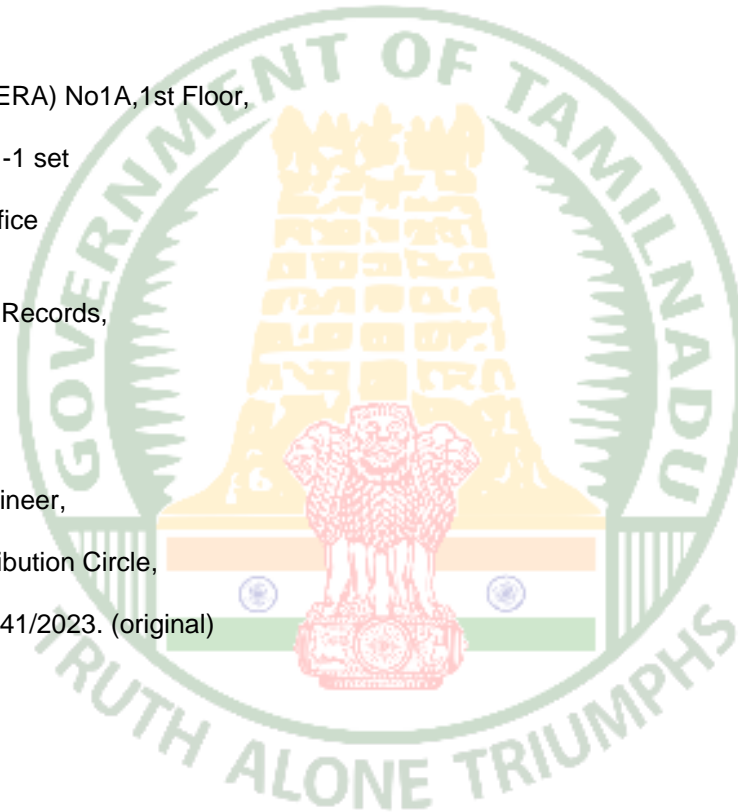 ERA) No1A,1st Floor,
-1 set
fice
Records,
ineer,
ribution Circle,
41/2023. (original)
GOVERNMENT OF TAMILNADU
TRUTH ALONE TRIUMPHS